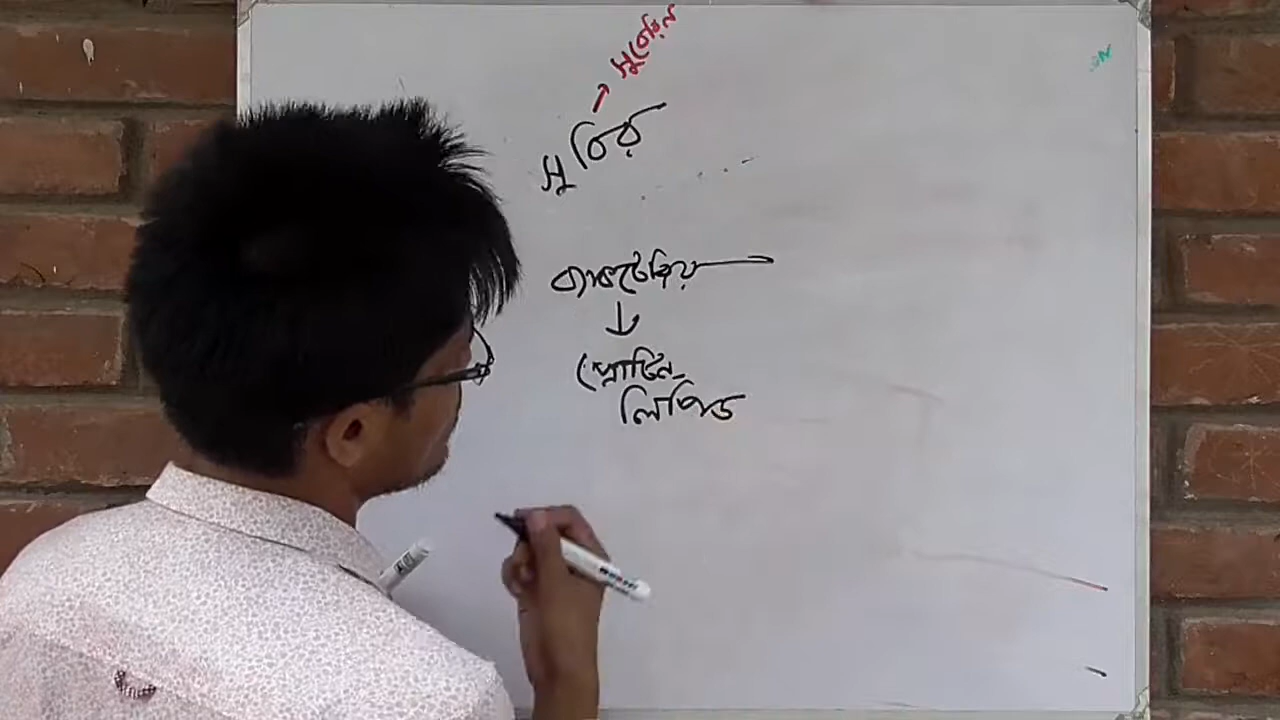 সুবেরিন
সুবের
ব্যাকটেরিয়া
প্রোটিন
লিপিড